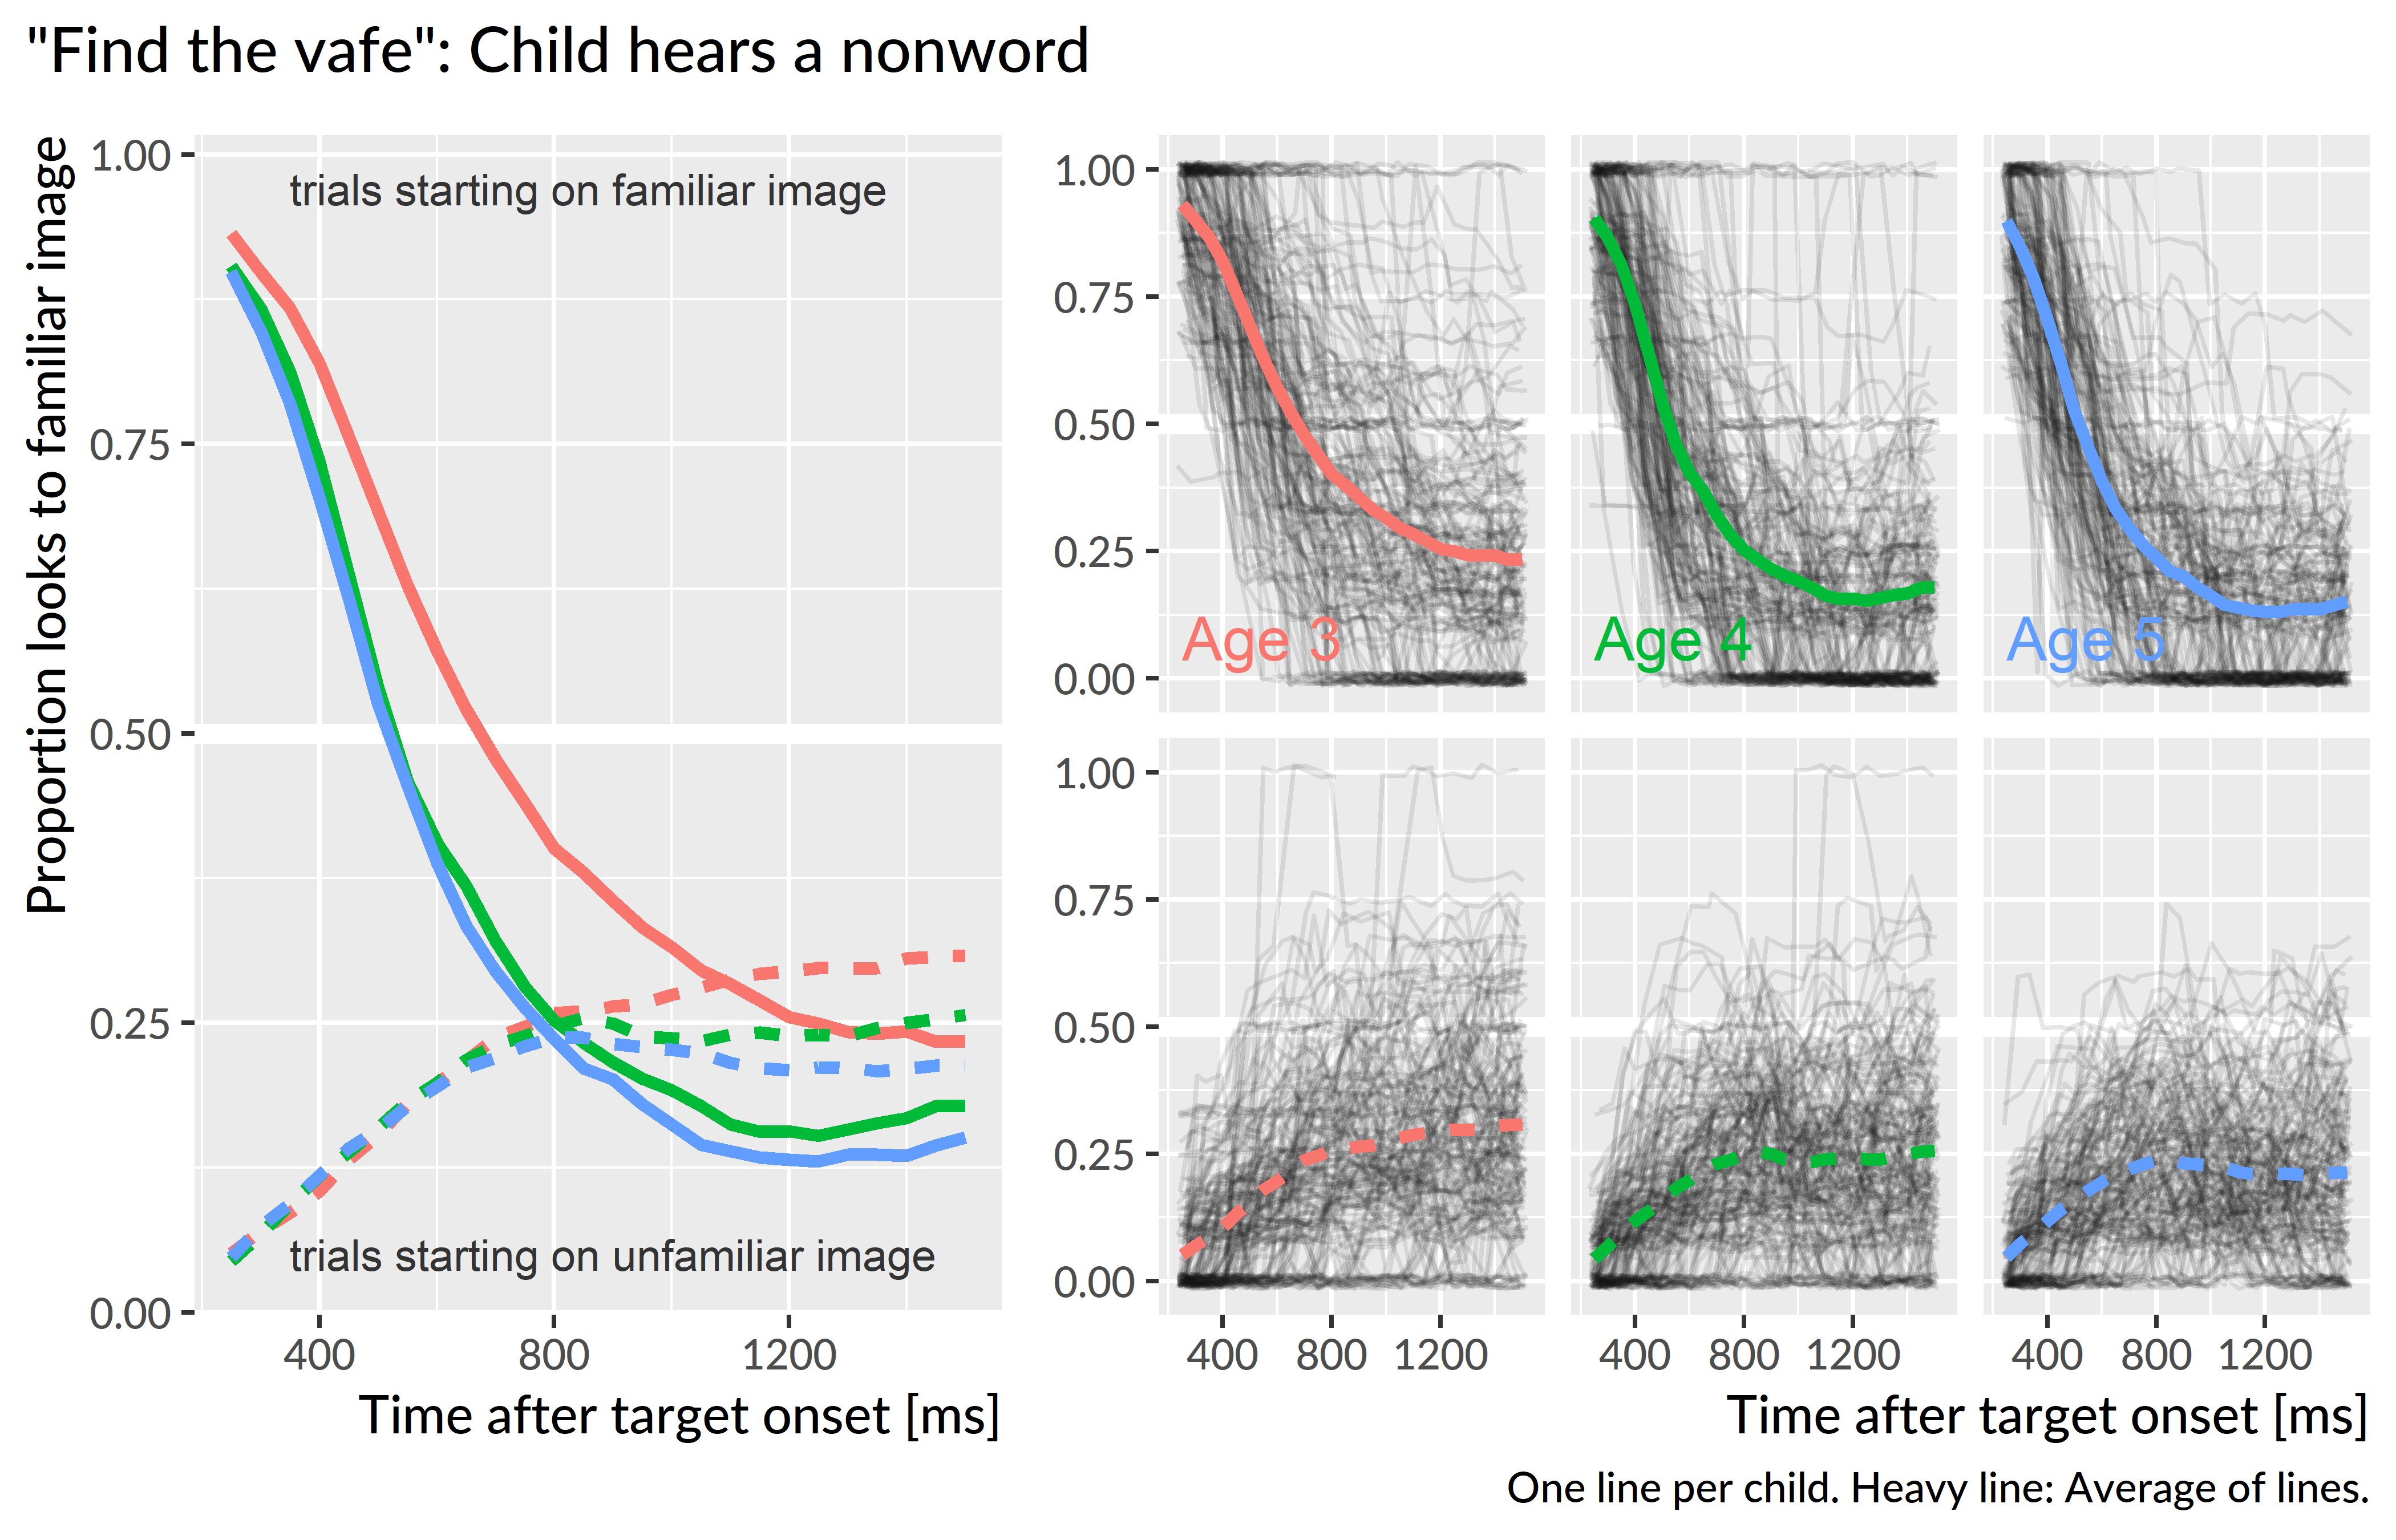 "Find the vafe": Child hears a nonword
Proportion looks to familiar image
1.00
0.75
0.50
0.25
0.00
trials starting on familiar image
trials starting on unfamiliar image
400 800 1200
Time after target onset [ms]
1.00
0.75
0.50
0.25
0.00
Age 3
Age 4
Age 5
1.00
0.75
0.50
0.25
0.00
400 800 1200
400 800 1200
400 800 1200
Time after target onset [ms]
One line per child. Heavy line: Average of lines.